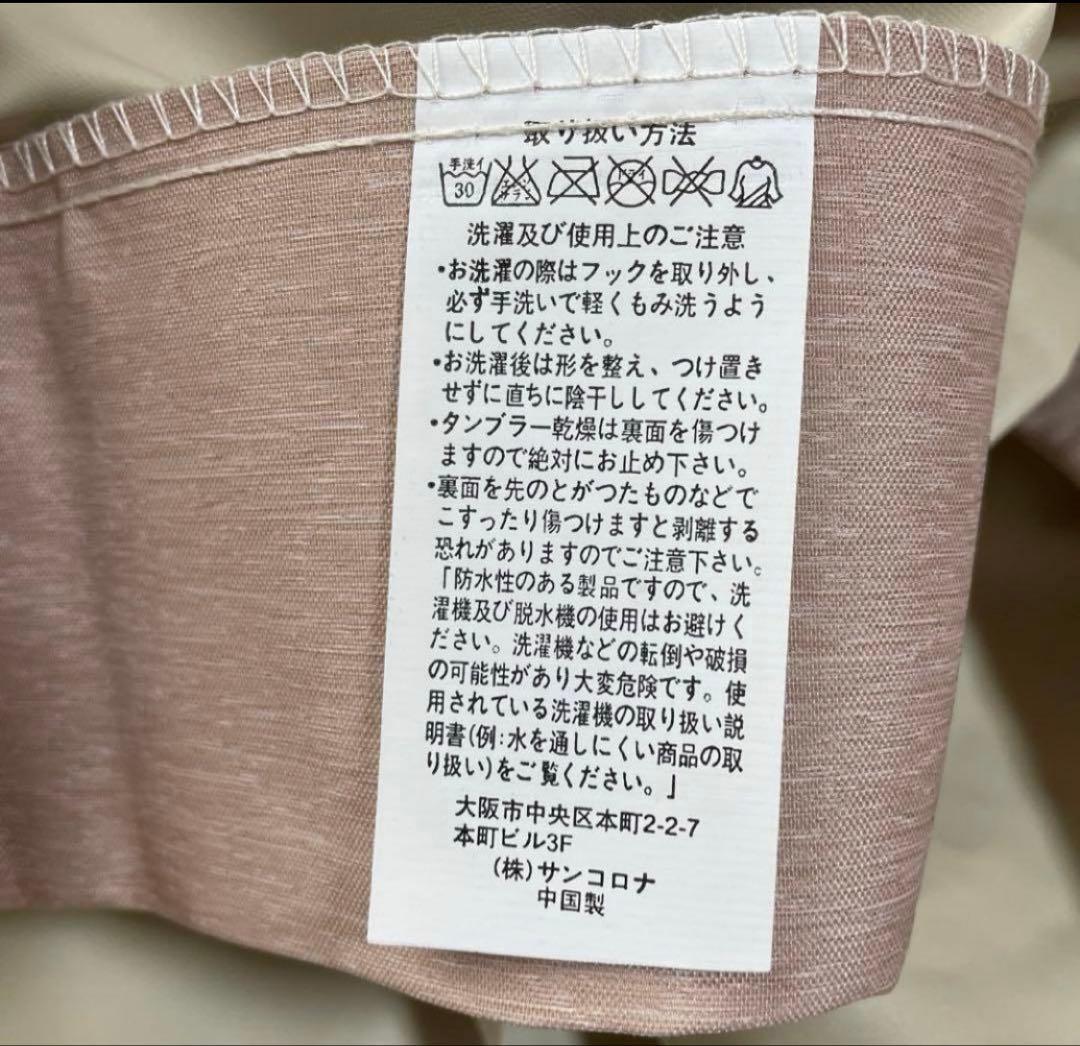 取り扱い方法
手洗イ
30
エンソ
サラシ
ドライ
洗濯及び使用上のご注意
・お洗濯の際はフックを取り外し、
必ず手洗いで軽くもみ洗うよう
にしてください。
・お洗濯後は形を整え、つけ置き
せずに直ちに陰干ししてください。
・タンブラー乾燥は裏面を傷つけ
ますので絶対にお止め下さい。
・裏面を先のとがつたものなどで
こすったり傷つけますと剥離する
恐れがありますのでご注意下さい。
「防水性のある製品ですので、洗
濯機及び脱水機の使用はお避けく
ださい。洗濯機などの転倒や破損
の可能性があり大変危険です。使
用されている洗濯機の取り扱い説
明書(例:水を通しにくい商品の取
り扱い)をご覧ください。」
大阪市中央区本町2-2-7
本町ビル3F
(株)サンコロナ
中国製